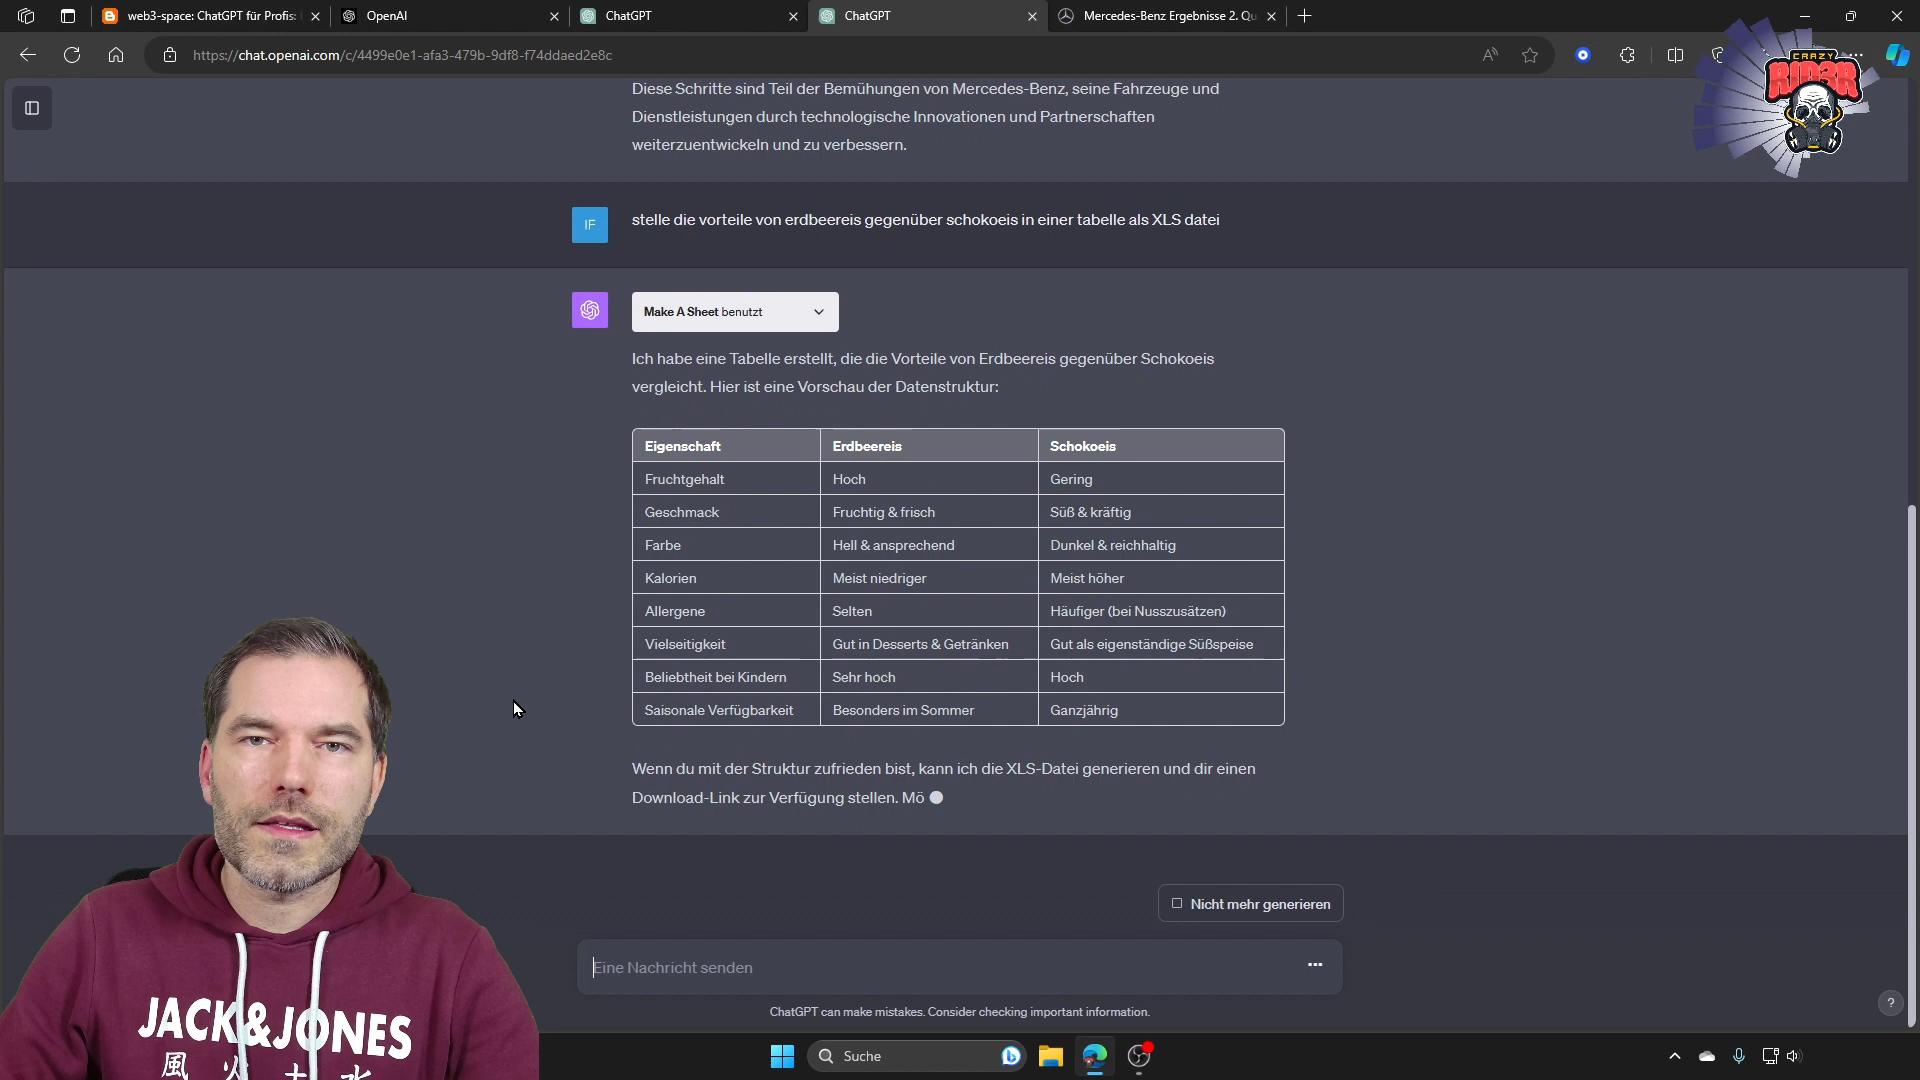 web3-space: ChatGPT für Profis:
OpenAI
ChatGPT
ChatGPT
Mercedes-Benz Ergebnisse 2. Qu
https://chat.openai.com/c/4499e0e1-afa3-479b-9df8-f74ddaed2e8c
CRAZY
RID3R
Diese Schritte sind Teil der Bemühungen von Mercedes-Benz, seine Fahrzeuge und
Dienstleistungen durch technologische Innovationen und Partnerschaften
weiterzuentwickeln und zu verbessern.
IF
stelle die vorteile von erdbeereis gegenüber schokoeis in einer tabelle als XLS datei
Make A Sheet benutzt
Ich habe eine Tabelle erstellt, die die Vorteile von Erdbeereis gegenüber Schokoeis
vergleicht. Hier ist eine Vorschau der Datenstruktur:
Eigenschaft Erdbeereis Schokoeis
Fruchtgehalt Hoch Gering
Geschmack Fruchtig & frisch Süß & kräftig
Farbe Hell & ansprechend Dunkel & reichhaltig
Kalorien Meist niedriger Meist höher
Allergene Selten Häufiger (bei Nusszusätzen)
Vielseitigkeit Gut in Desserts & Getränken Gut als eigenständige Süßspeise
Beliebtheit bei Kindern Sehr hoch Hoch
Saisonale Verfügbarkeit Besonders im Sommer Ganzjährig
Wenn du mit der Struktur zufrieden bist, kann ich die XLS-Datei generieren und dir einen
Download-Link zur Verfügung stellen. Mö
Nicht mehr generieren
Eine Nachricht senden
ChatGPT can make mistakes. Consider checking important information.
?
JACK&JONES
風火土水
Suche